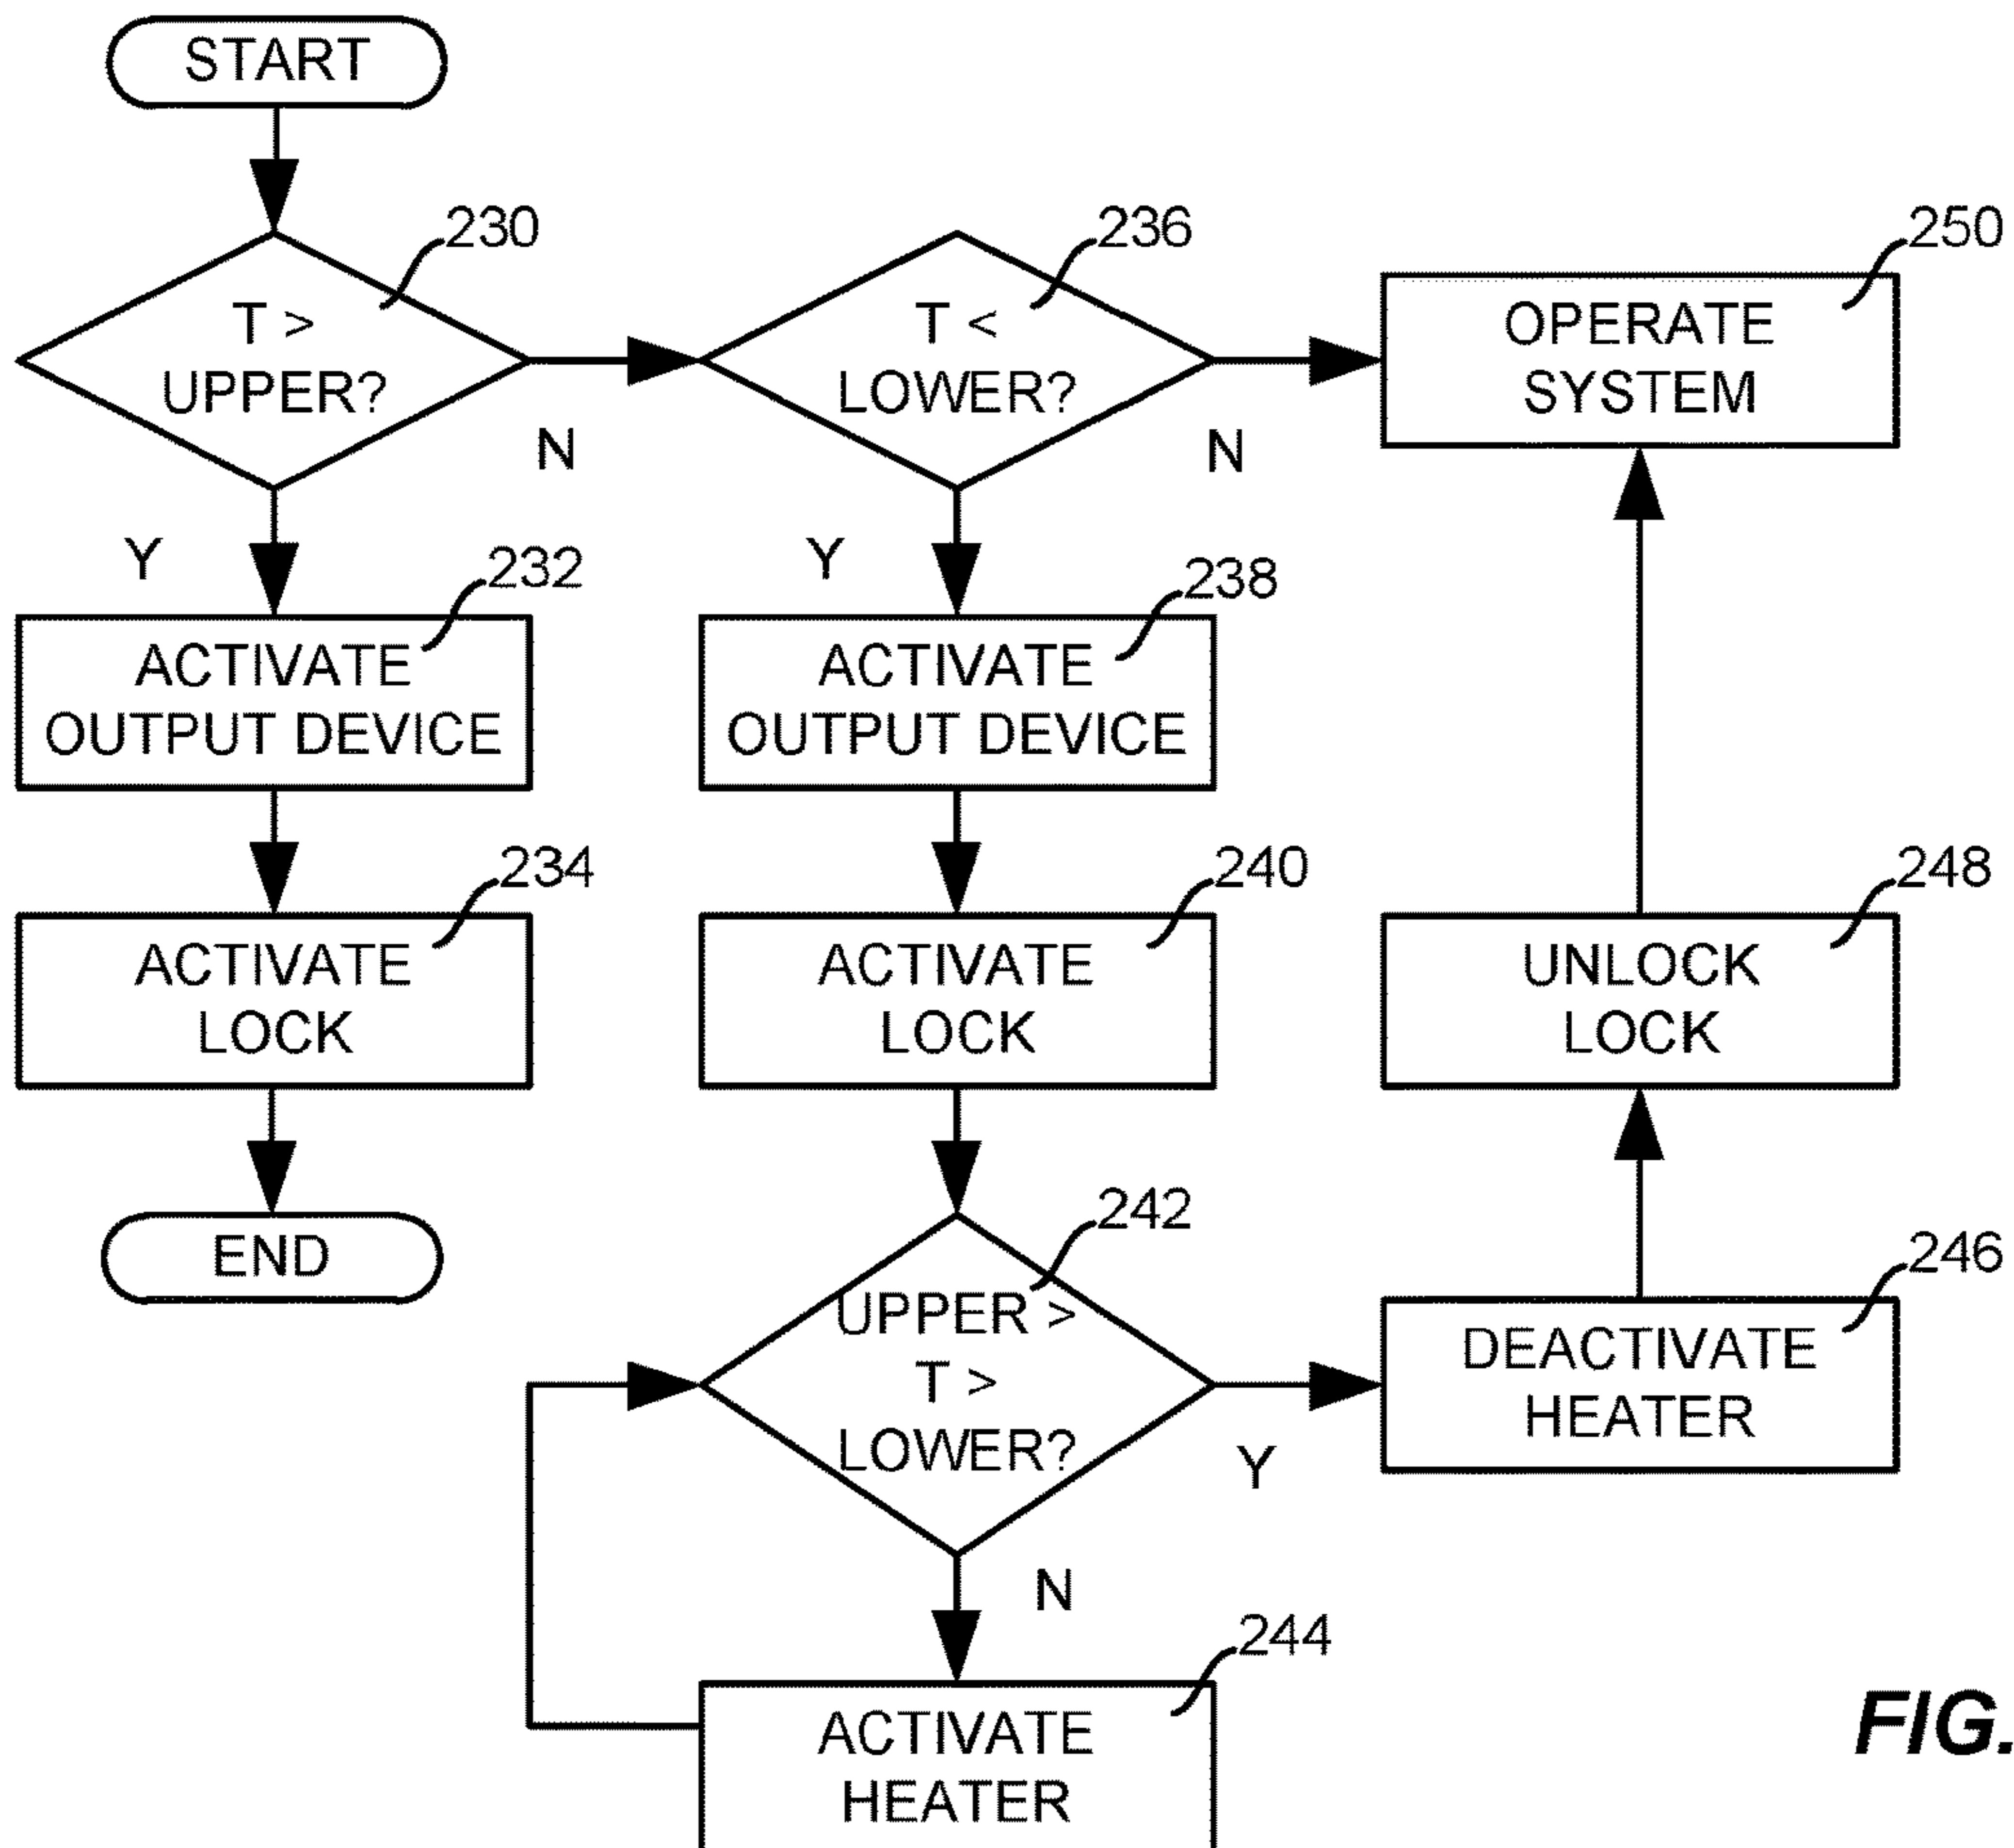 START
230
T >
UPPER?
N
Y
236
T <
LOWER?
N
Y
250
OPERATE
SYSTEM
232
ACTIVATE
OUTPUT DEVICE
238
ACTIVATE
OUTPUT DEVICE
234
ACTIVATE
LOCK
240
ACTIVATE
LOCK
248
UNLOCK
LOCK
END
242
UPPER >
T >
LOWER?
Y
N
246
DEACTIVATE
HEATER
244
ACTIVATE
HEATER
FIG.